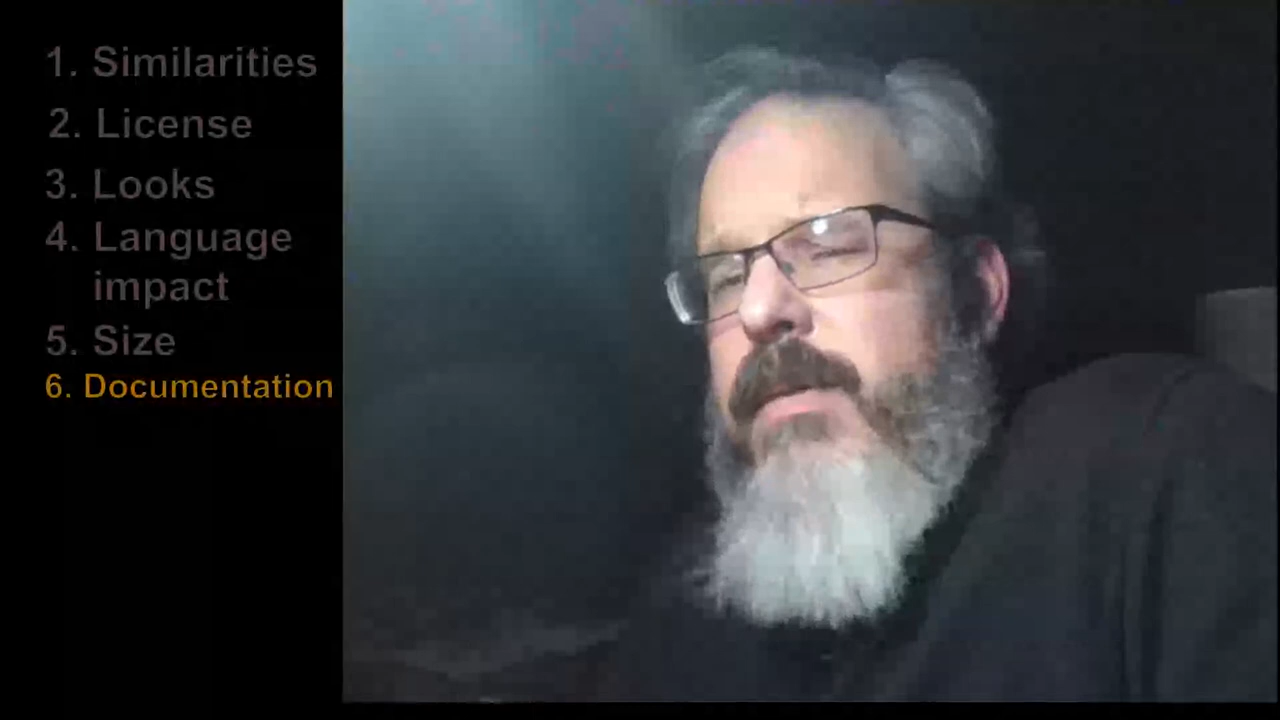 1. Similarities
2. License
3. Looks
4. Language
impact
5. Size
6. Documentation